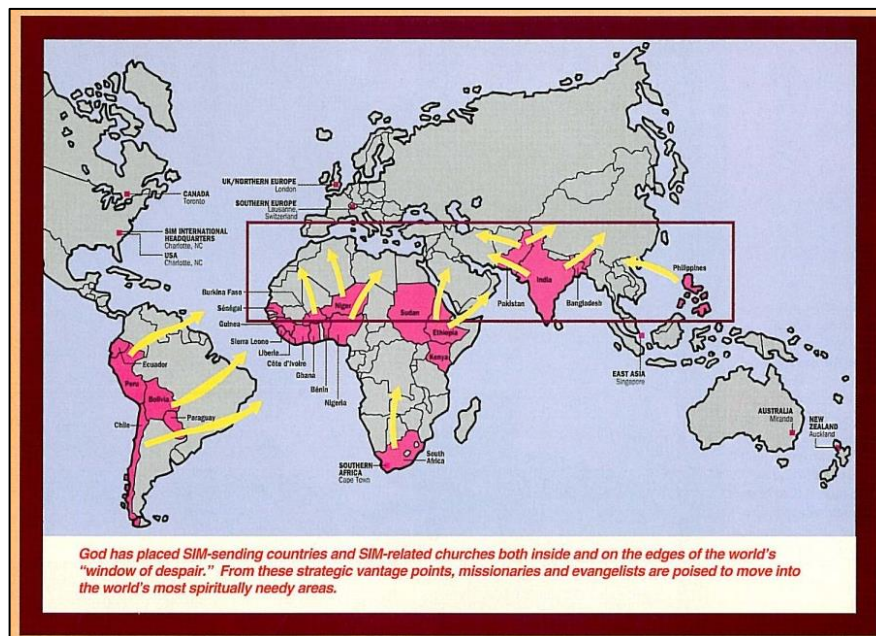 CANADA
Toronto
SIM INTERNATIONAL
HEADQUARTERS
Charlotte, NC
USA
Charlotte, NC
UK/NORTHERN EUROPE
London
SOUTHERN EUROPE
Lausanne,
Switzerland
Burkina Faso
Sénégal
Guinea
Sierra Leone
Liberia
Côte d'Ivoire
Ghana
Bénin
Nigeria
Niger
Sudan
Ethiopia
Kenya
Pakistan
India
Bangladesh
Philippines
Ecuador
Peru
Bolivia
Chile
Paraguay
SOUTHERN
AFRICA
Cape Town
South
Africa
EAST ASIA
Singapore
AUSTRALIA
Miranda
NEW
ZEALAND
Auckland
God has placed SIM-sending countries and SIM-related churches both inside and on the edges of the world's
"window of despair." From these strategic vantage points, missionaries and evangelists are poised to move into
the world's most spiritually needy areas.